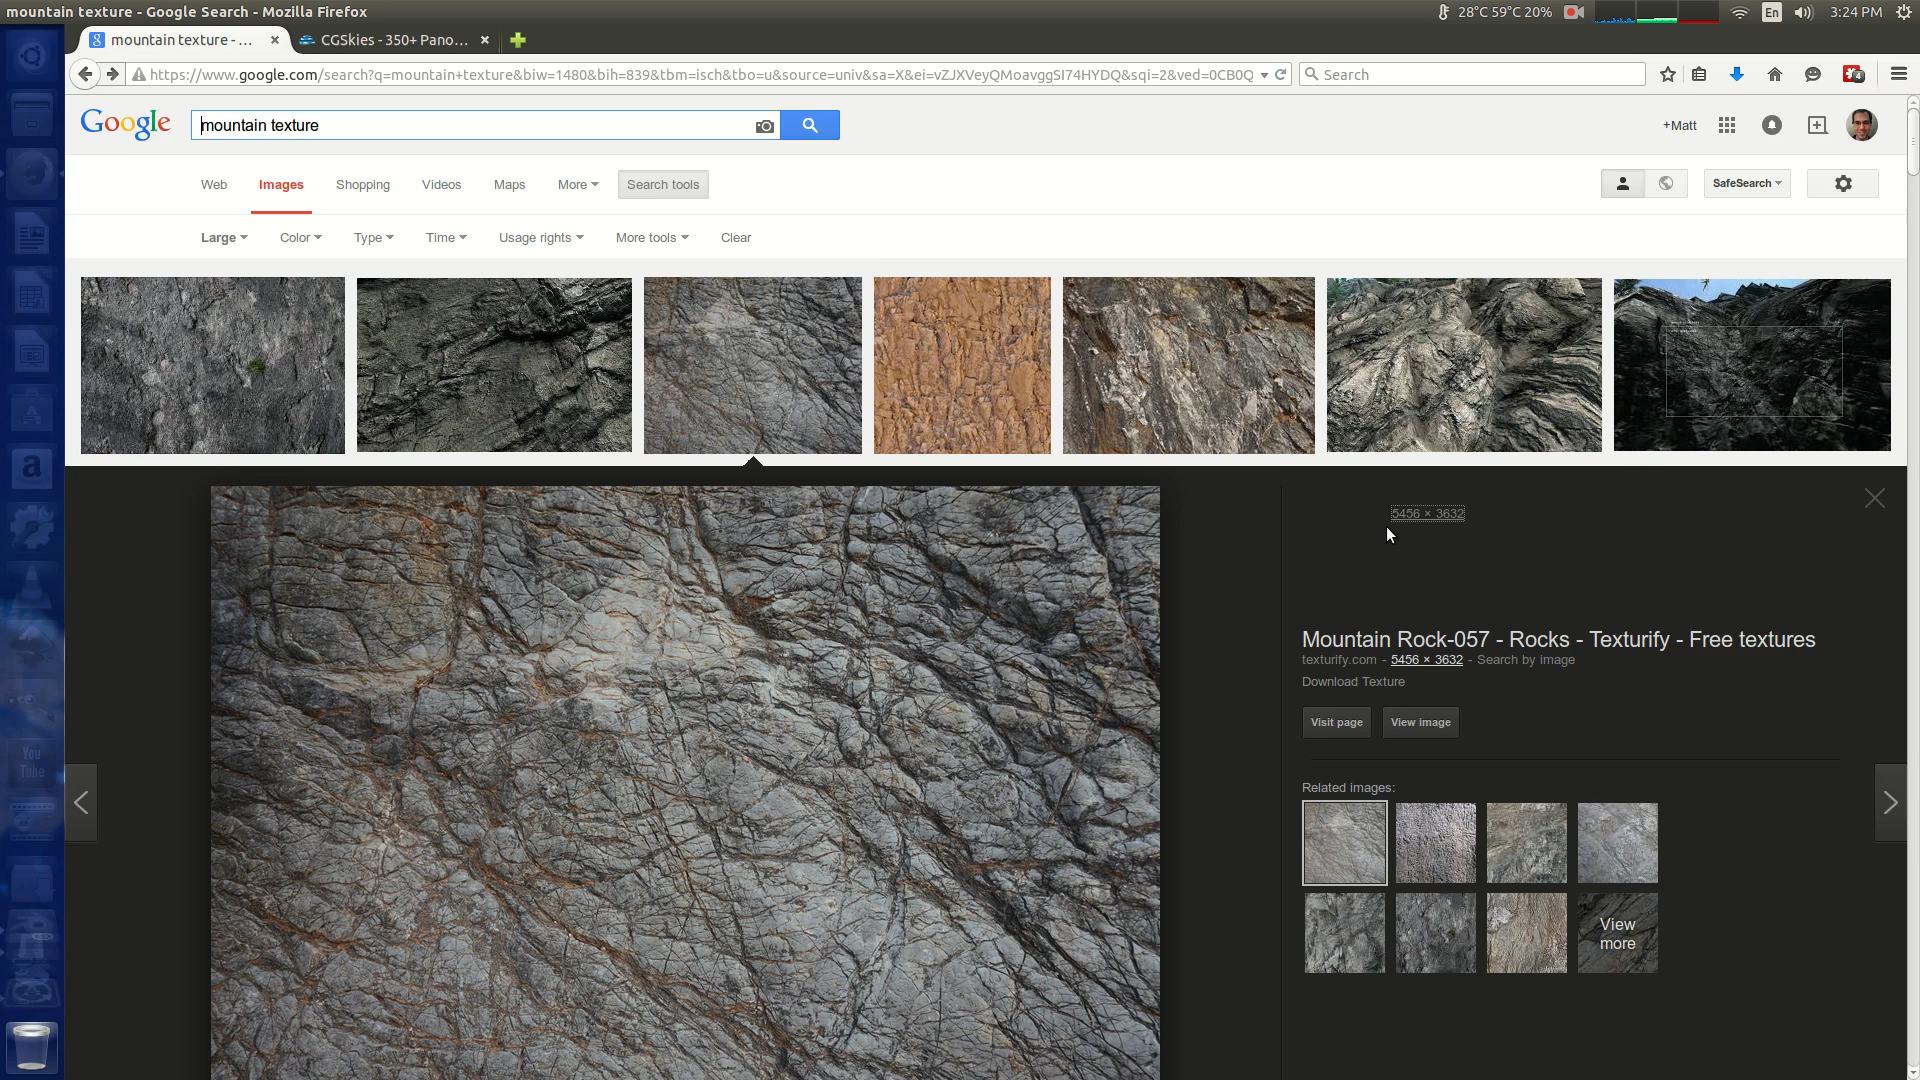 mountain texture - Google Search - Mozilla Firefox
28°C 59°C 20%
En
3:24 PM
mountain texture - ...
CGSkies - 350+ Pano...
https://www.google.com/search?q=mountain+texture&biw=1480&bih=839&tbm=isch&tbo=u&source=univ&sa=X&ei=vZJXVeyQMoavggSI74HYDQ&sqi=2&ved=0CB0Q
Search
4
Google
mountain texture
+Matt
Web
Images
Shopping
Videos
Maps
More
Search tools
SafeSearch
Large
Color
Type
Time
Usage rights
More tools
Clear
5456 × 3632
Mountain Rock-057 - Rocks - Texturify - Free textures
texturify.com - 5456 × 3632 - Search by image
Download Texture
Visit page
View image
Related images:
View
more
You
Tube